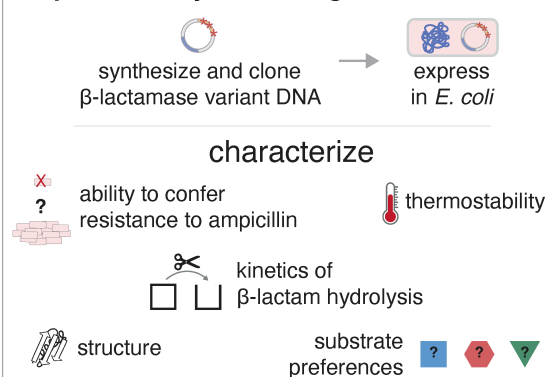 synthesize and clone
β-lactamase variant DNA
express
in E. coli
characterize
X
?
ability to confer
resistance to ampicillin
thermostability
kinetics of
β-lactam hydrolysis
structure
substrate
preferences
? ? ?